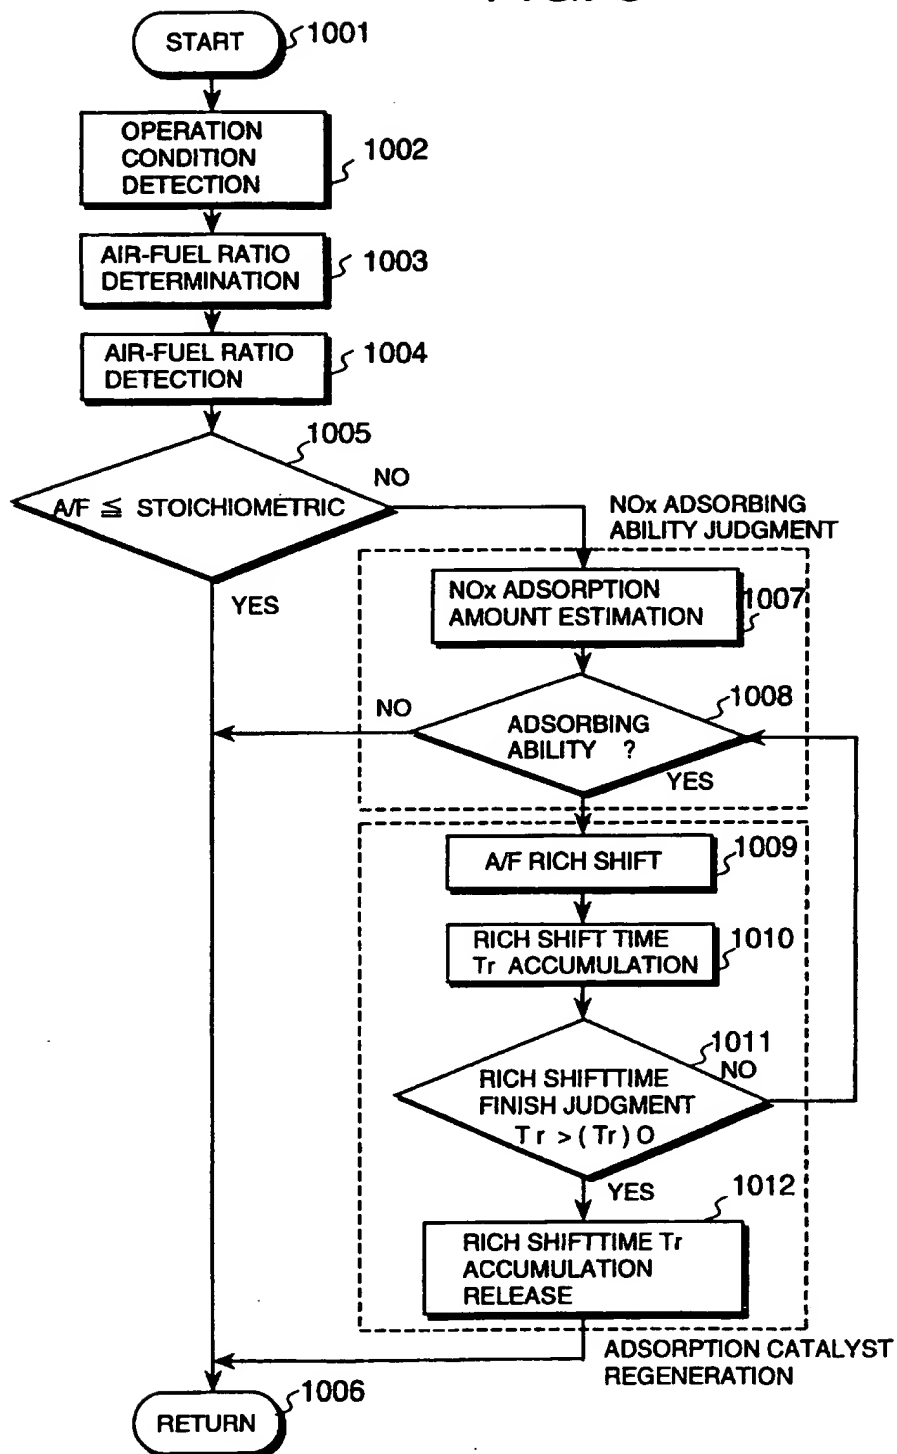 START
1001
OPERATION
CONDITION
DETECTION
1002
AIR-FUEL RATIO
DETERMINATION
1003
AIR-FUEL RATIO
DETECTION
1004
1005
A/F ≦ STOICHIOMETRIC
NO
YES
NOx ADSORBING
ABILITY JUDGMENT
NOx ADSORPTION
AMOUNT ESTIMATION
1007
1008
NO
ADSORBING
ABILITY ?
YES
A/F RICH SHIFT
1009
RICH SHIFT TIME
Tr ACCUMULATION
1010
1011
NO
RICH SHIFTTIME
FINISH JUDGMENT
Tr > (Tr) 0
YES
1012
RICH SHIFTTIME Tr
ACCUMULATION
RELEASE
ADSORPTION CATALYST
REGENERATION
1006
RETURN